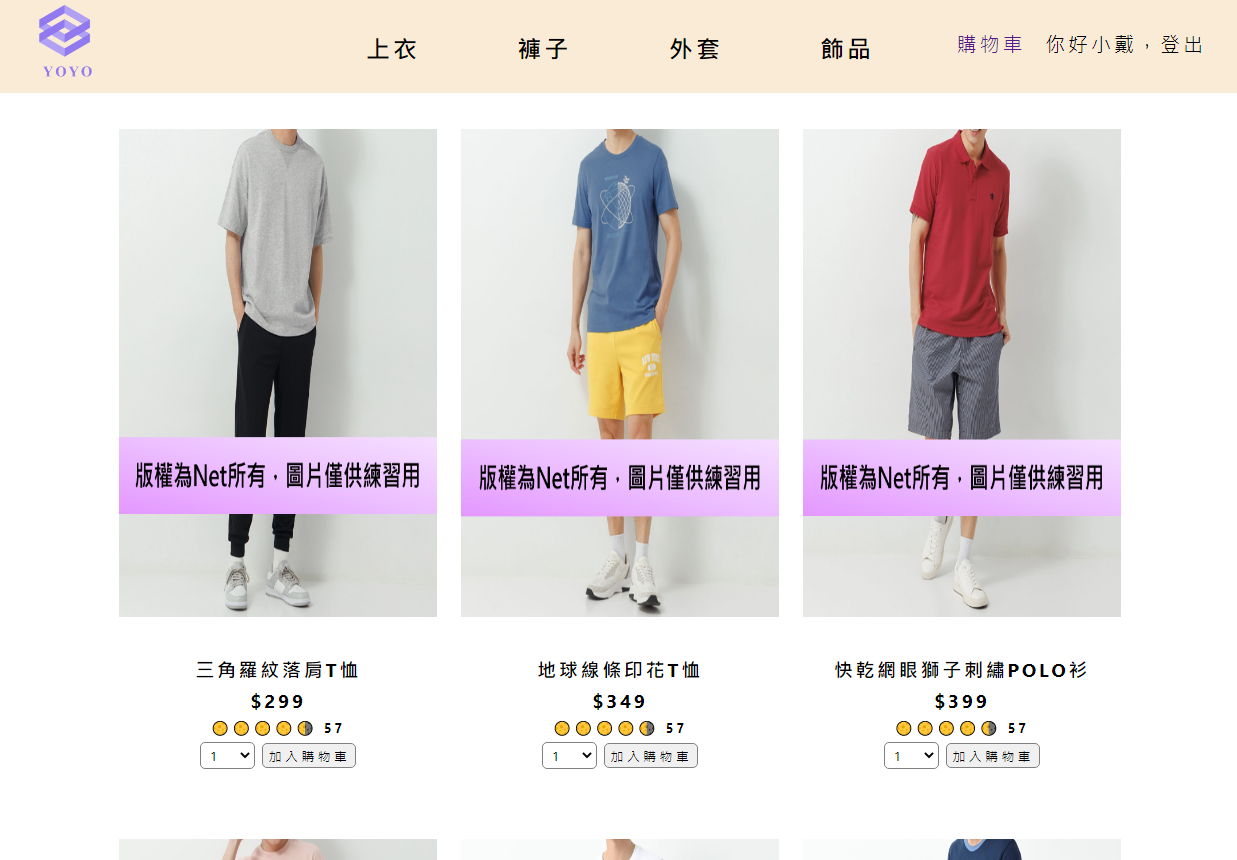 YOYO
上衣 褲子 外套 飾品 購物車 你好小戴，登出
版權為Net所有，圖片僅供練習用
版權為Net所有，圖片僅供練習用
版權為Net所有，圖片僅供練習用
三角羅紋落肩T恤
$299
57
1 加入購物車
地球線條印花T恤
$349
57
1 加入購物車
快乾網眼獅子刺繡POLO衫
$399
57
1 加入購物車